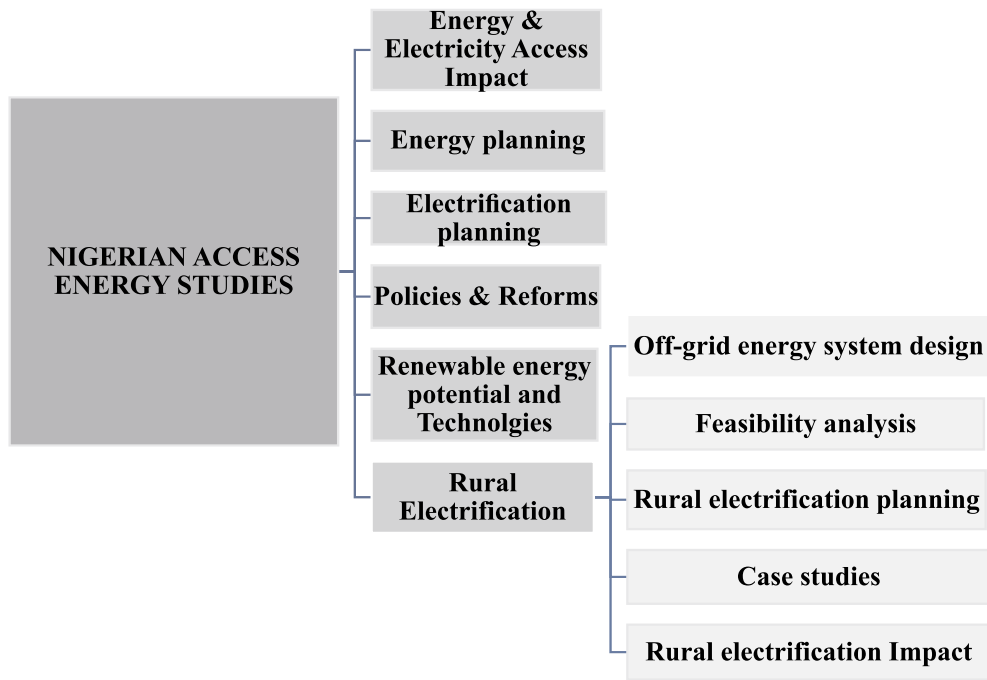 NIGERIAN ACCESS
ENERGY STUDIES
Energy &
Electricity Access
Impact
Energy planning
Electrification
planning
Policies & Reforms
Renewable energy
potential and
Technolgies
Rural
Electrification
Off-grid energy system design
Feasibility analysis
Rural electrification planning
Case studies
Rural electrification Impact